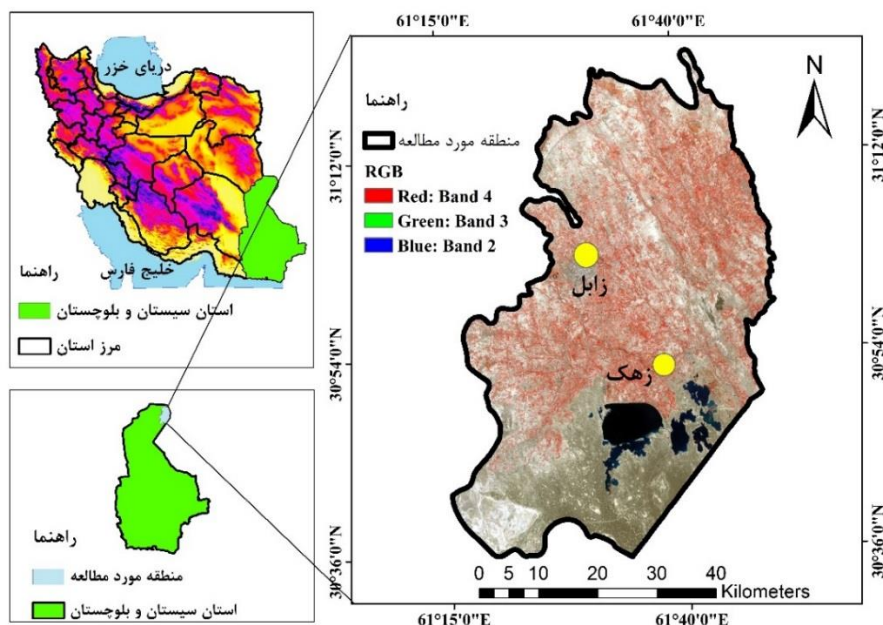 دریای خزر
خلیج فارس
راهنما
استان سیستان و بلوچستان
مرز استان
راهنما
منطقه مورد مطالعه
استان سیستان و بلوچستان
61°15'0"E
61°40'0"E
N
راهنما
منطقه مورد مطالعه
RGB
Red: Band 4
Green: Band 3
Blue: Band 2
زابل
زهک
31°12'0"N
30°54'0"N
30°36'0"N
31°12'0"N
30°54'0"N
30°36'0"N
0 5 10 20 30 40
Kilometers
61°15'0"E
61°40'0"E